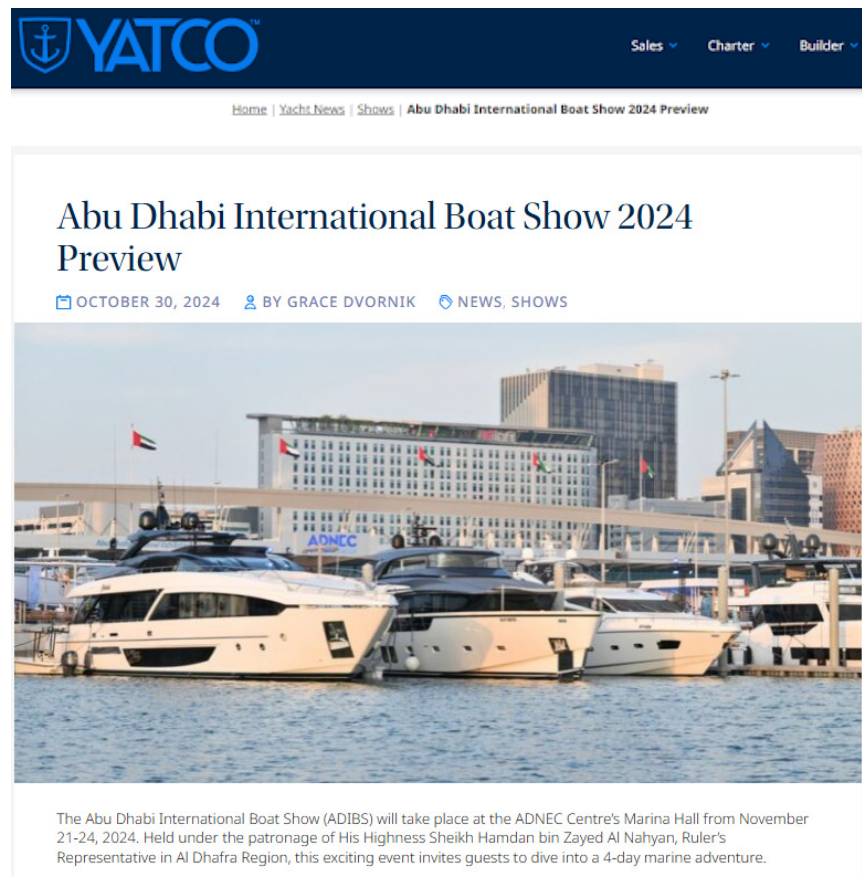 YATCO™
Sales
Charter
Builder
Home | Yacht News | Shows | Abu Dhabi International Boat Show 2024 Preview
Abu Dhabi International Boat Show 2024
Preview
OCTOBER 30, 2024 BY GRACE DVORNIK NEWS, SHOWS
ADNEC
The Abu Dhabi International Boat Show (ADIBS) will take place at the ADNEC Centre's Marina Hall from November
21-24, 2024. Held under the patronage of His Highness Sheikh Hamdan bin Zayed Al Nahyan, Ruler's
Representative in Al Dhafra Region, this exciting event invites guests to dive into a 4-day marine adventure.